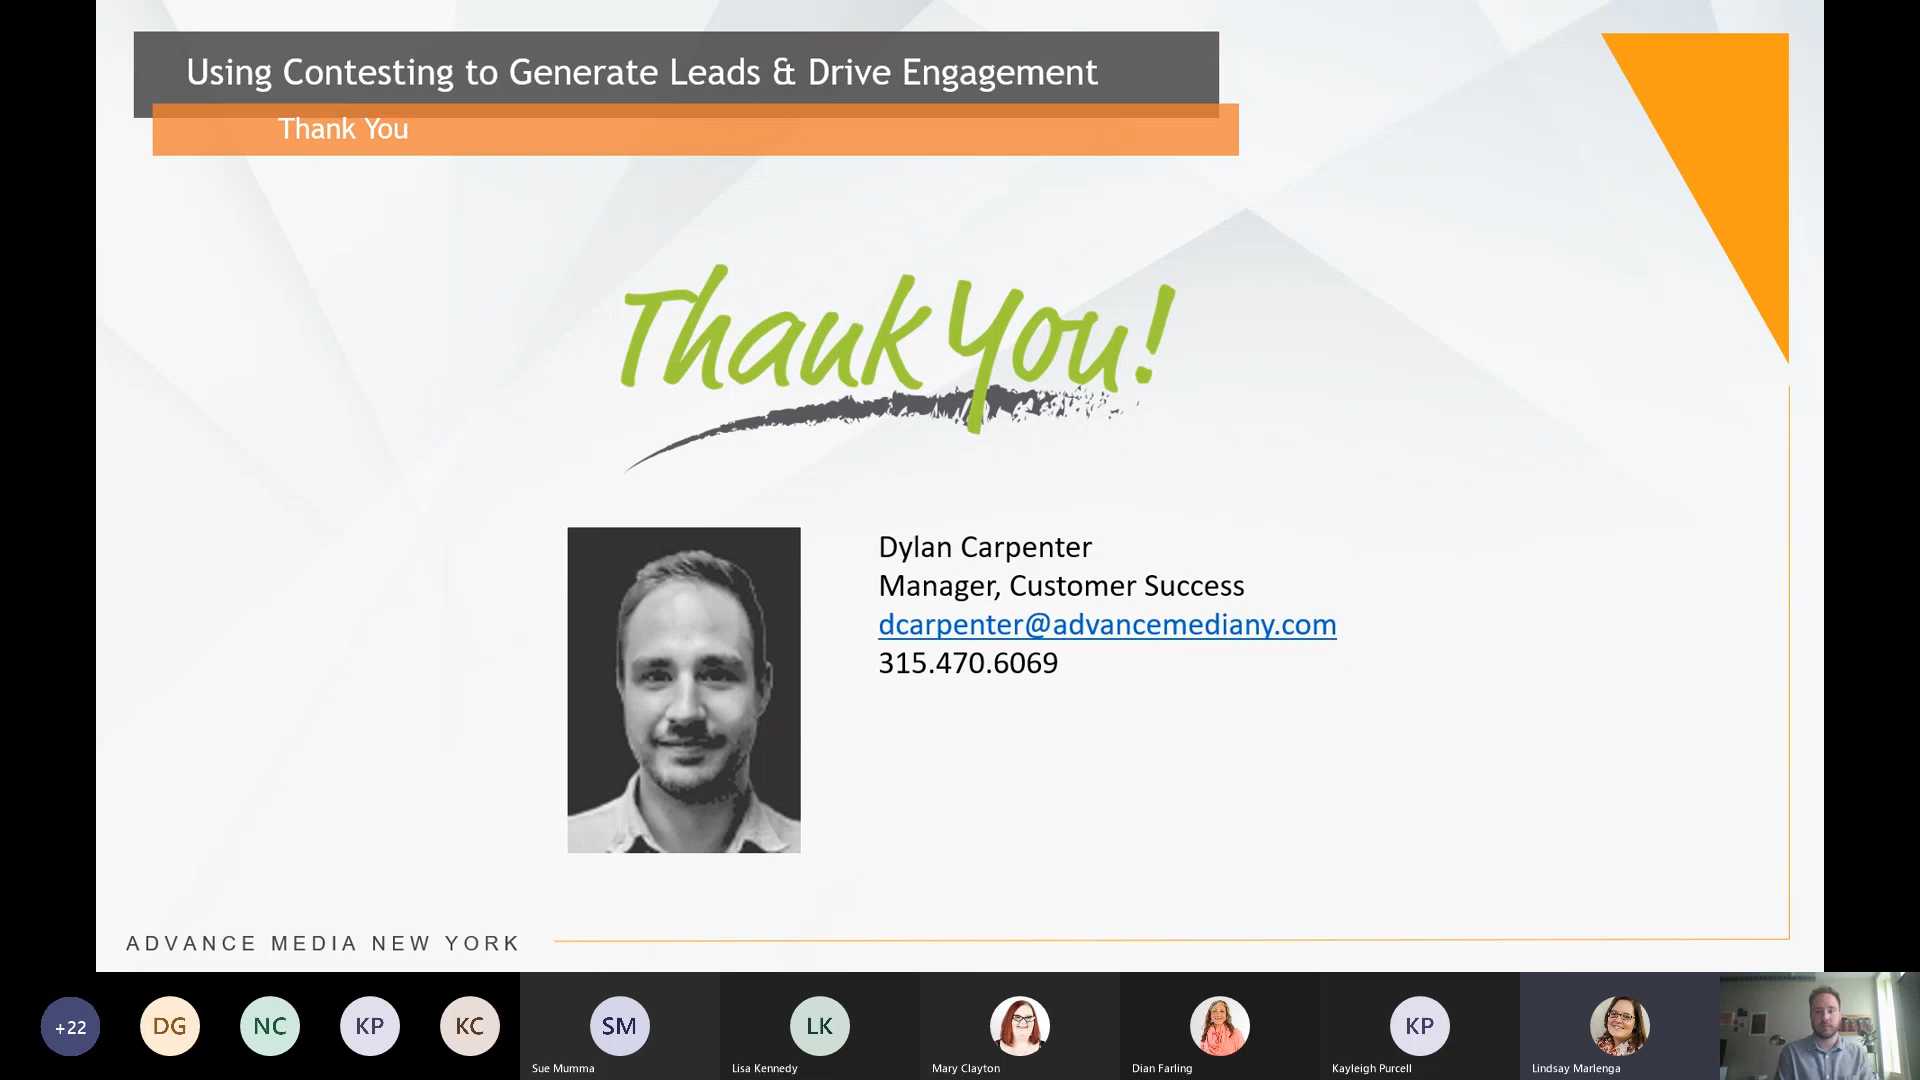 Using Contesting to Generate Leads & Drive Engagement
Thank You
Thank You!
Dylan Carpenter
Manager, Customer Success
dcarpenter@advancemediany.com
315.470.6069
ADVANCE MEDIA NEW YORK
+22
DG
NC
KP
KC
SM
LK
KP
Sue Mumma
Lisa Kennedy
Mary Clayton
Dian Farling
Kayleigh Purcell
Lindsay Marlenga